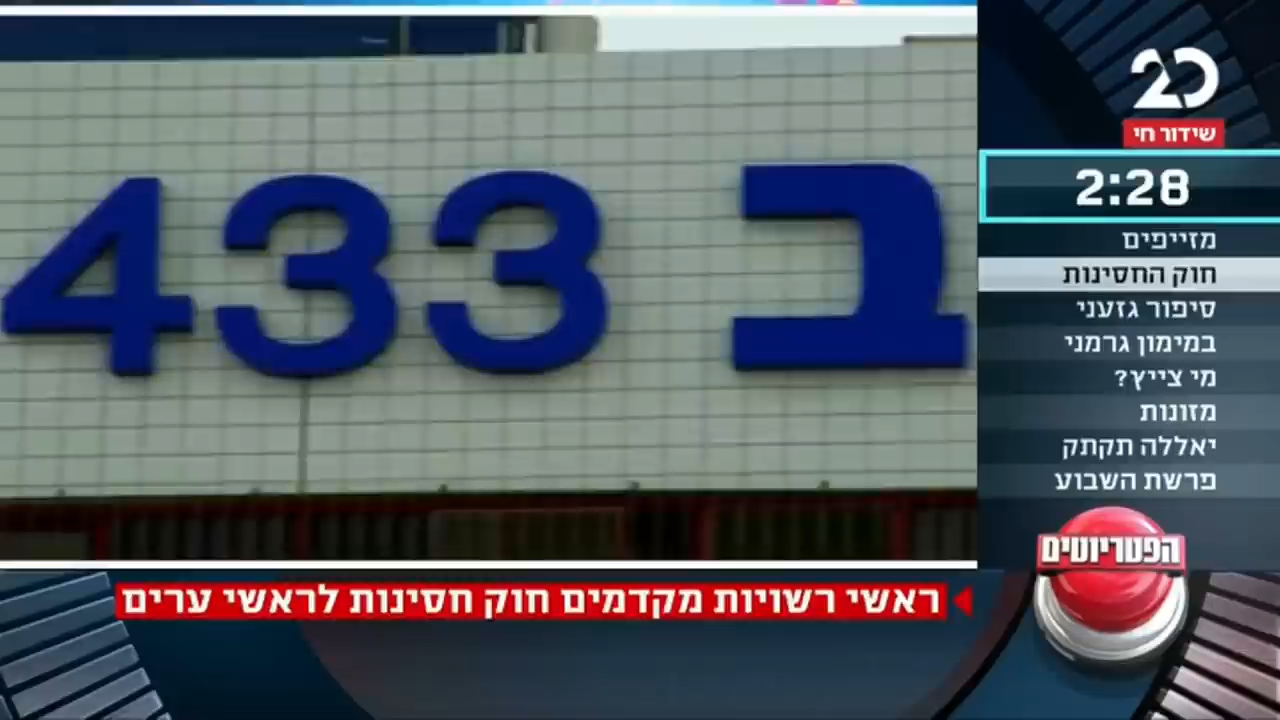 20
שידור חי
2:28
מזייפים
חוק החסינות
סיפור גזעני
במימון גרמני
מי צייץ?
מזונות
יאללה תקתק
פרשת השבוע
הפטריוטים
ב 433
ראשי רשויות מקדמים חוק חסינות לראשי ערים